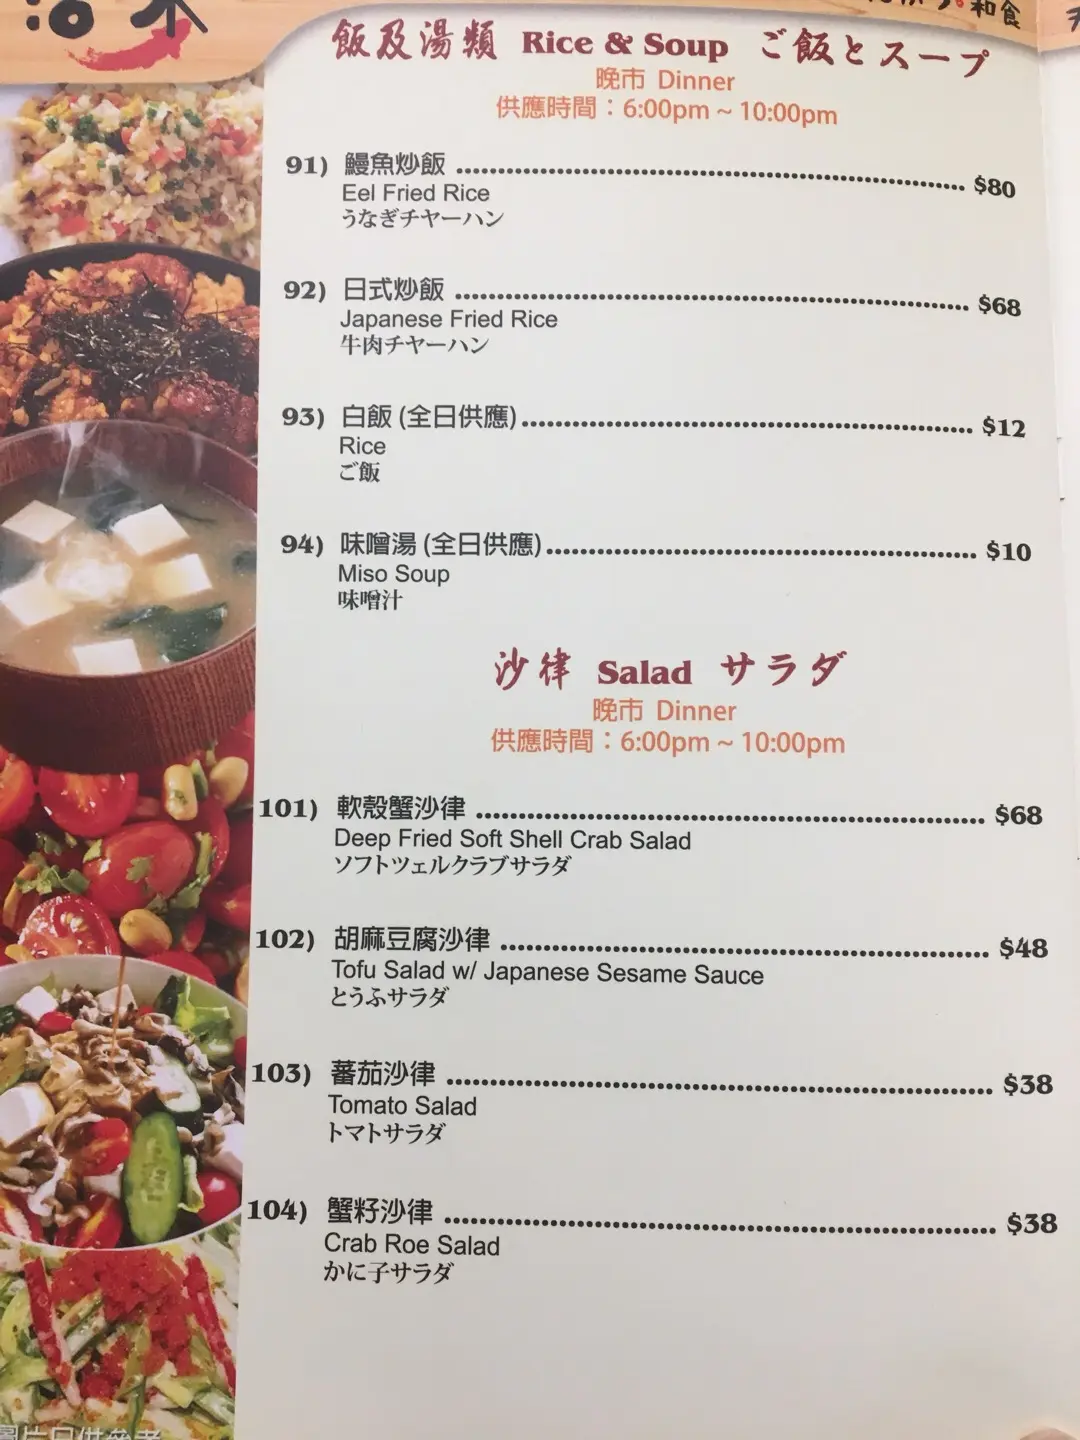 和食
飯及湯類 Rice & Soup ご飯とスープ
晚市 Dinner
供應時間：6:00pm ~ 10:00pm
91) 鰻魚炒飯 $80
Eel Fried Rice
うなぎチヤーハン
92) 日式炒飯 $68
Japanese Fried Rice
牛肉チヤーハン
93) 白飯 (全日供應) $12
Rice
ご飯
94) 味噌湯 (全日供應) $10
Miso Soup
味噌汁
沙律 Salad サラダ
晚市 Dinner
供應時間：6:00pm ~ 10:00pm
101) 軟殼蟹沙律 $68
Deep Fried Soft Shell Crab Salad
ソフトツェルクラブサラダ
102) 胡麻豆腐沙律 $48
Tofu Salad w/ Japanese Sesame Sauce
とうふサラダ
103) 蕃茄沙律 $38
Tomato Salad
トマトサラダ
104) 蟹籽沙律 $38
Crab Roe Salad
かに子サラダ
圖片只供參考